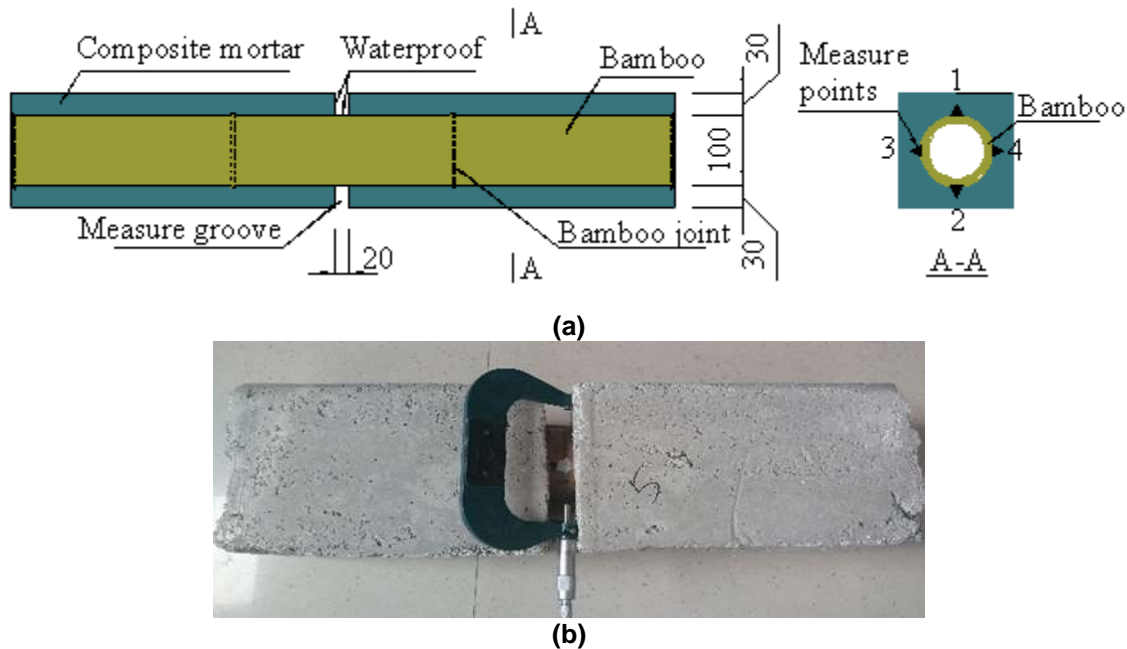 A
Composite mortar
Waterproof
Bamboo
30
Measure
points
1
Bamboo
100
3
4
Measure groove
Bamboo joint
2
20
A
30
A-A
(a)
5
(b)